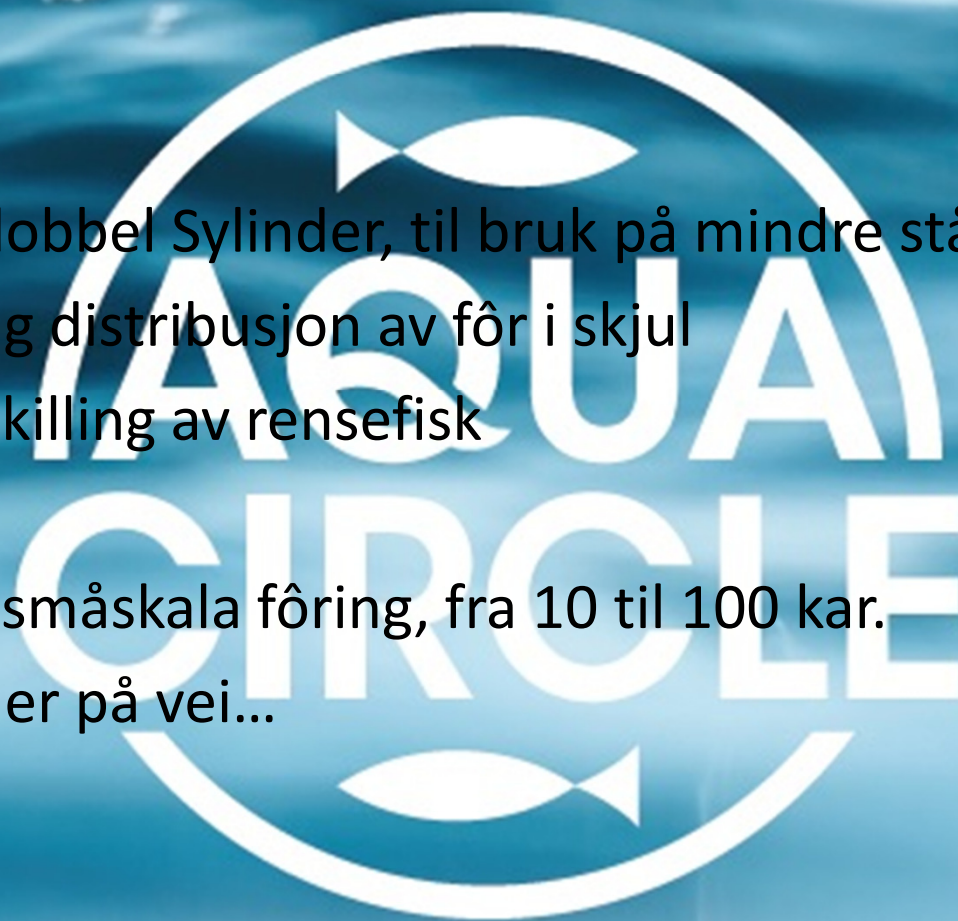 lobbel Sylinder, til bruk på mindre stå
g distribusjon av fôr i skjul
killing av rensefisk
AQUA
CIRCLE
småskala fôring, fra 10 til 100 kar.
er på vei...